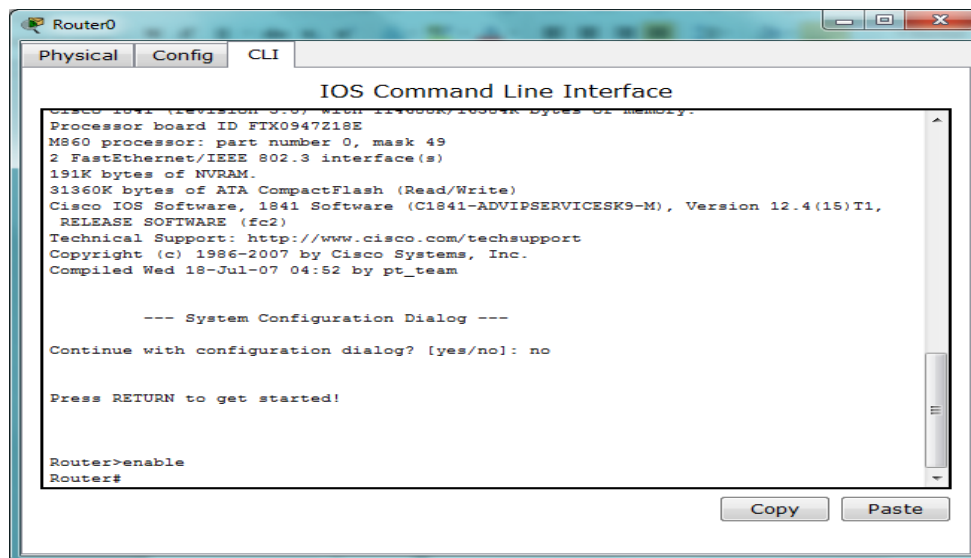 Router0
Physical Config CLI
IOS Command Line Interface
Processor board ID FTX0947Z18E
M860 processor: part number 0, mask 49
2 FastEthernet/IEEE 802.3 interface(s)
191K bytes of NVRAM.
31360K bytes of ATA CompactFlash (Read/Write)
Cisco IOS Software, 1841 Software (C1841-ADVIPSERVICESK9-M), Version 12.4(15)T1,
RELEASE SOFTWARE (fc2)
Technical Support: http://www.cisco.com/techsupport
Copyright (c) 1986-2007 by Cisco Systems, Inc.
Compiled Wed 18-Jul-07 04:52 by pt_team
--- System Configuration Dialog ---
Continue with configuration dialog? [yes/no]: no
Press RETURN to get started!
Router>enable
Router#
Copy Paste